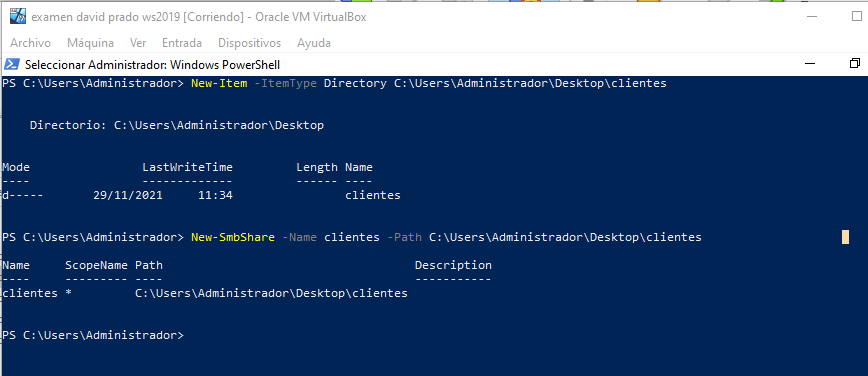 examen david prado ws2019 [Corriendo] - Oracle VM VirtualBox
Archivo Máquina Ver Entrada Dispositivos Ayuda
Seleccionar Administrador: Windows PowerShell
PS C:\Users\Administrador> New-Item -ItemType Directory C:\Users\Administrador\Desktop\clientes
Directorio: C:\Users\Administrador\Desktop
Mode LastWriteTime Length Name
---- ------------- ------ ----
d----- 29/11/2021 11:34 clientes
PS C:\Users\Administrador> New-SmbShare -Name clientes -Path C:\Users\Administrador\Desktop\clientes
Name ScopeName Path Description
---- --------- ---- -----------
clientes * C:\Users\Administrador\Desktop\clientes
PS C:\Users\Administrador>